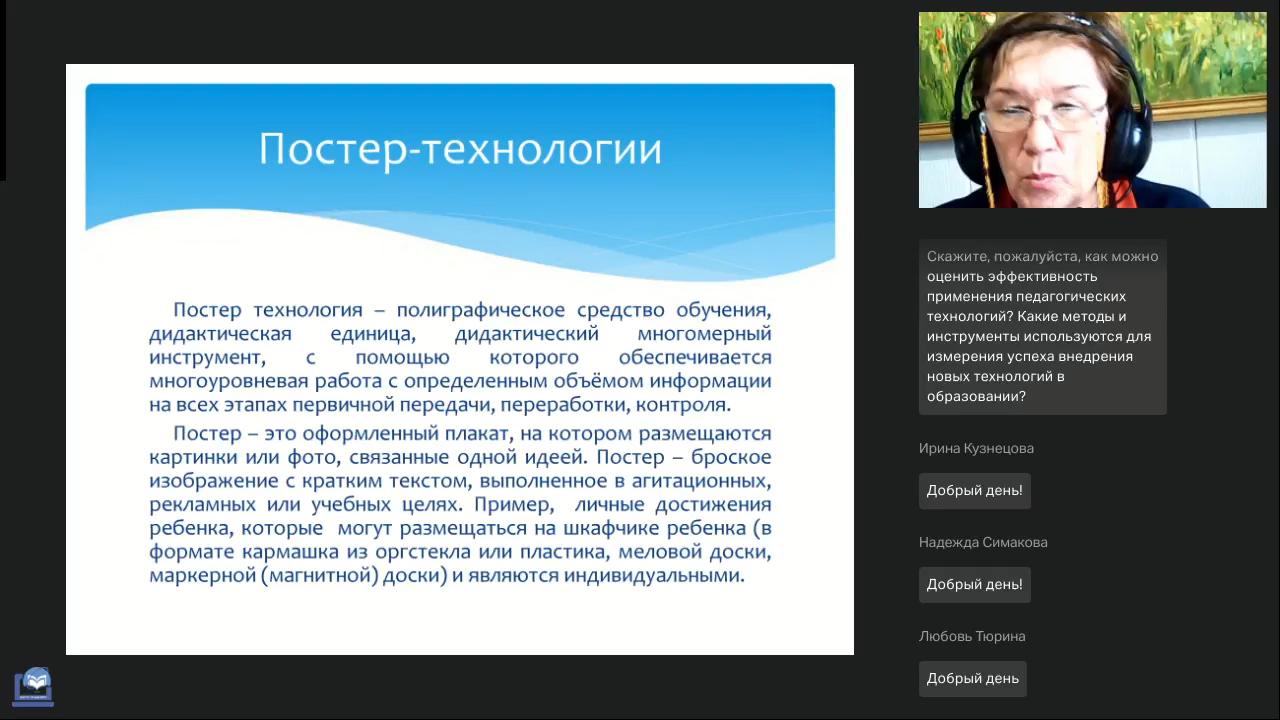 Постер-технологии
Постер технология – полиграфическое средство обучения,
дидактическая единица, дидактический многомерный
инструмент, с помощью которого обеспечивается
многоуровневая работа с определенным объёмом информации
на всех этапах первичной передачи, переработки, контроля.
Постер – это оформленный плакат, на котором размещаются
картинки или фото, связанные одной идеей. Постер – броское
изображение с кратким текстом, выполненное в агитационных,
рекламных или учебных целях. Пример, личные достижения
ребенка, которые могут размещаться на шкафчике ребенка (в
формате кармашка из оргстекла или пластика, меловой доски,
маркерной (магнитной) доски) и являются индивидуальными.
Скажите, пожалуйста, как можно
оценить эффективность
применения педагогических
технологий? Какие методы и
инструменты используются для
измерения успеха внедрения
новых технологий в
образовании?
Ирина Кузнецова
Добрый день!
Надежда Симакова
Добрый день!
Любовь Тюрина
Добрый день